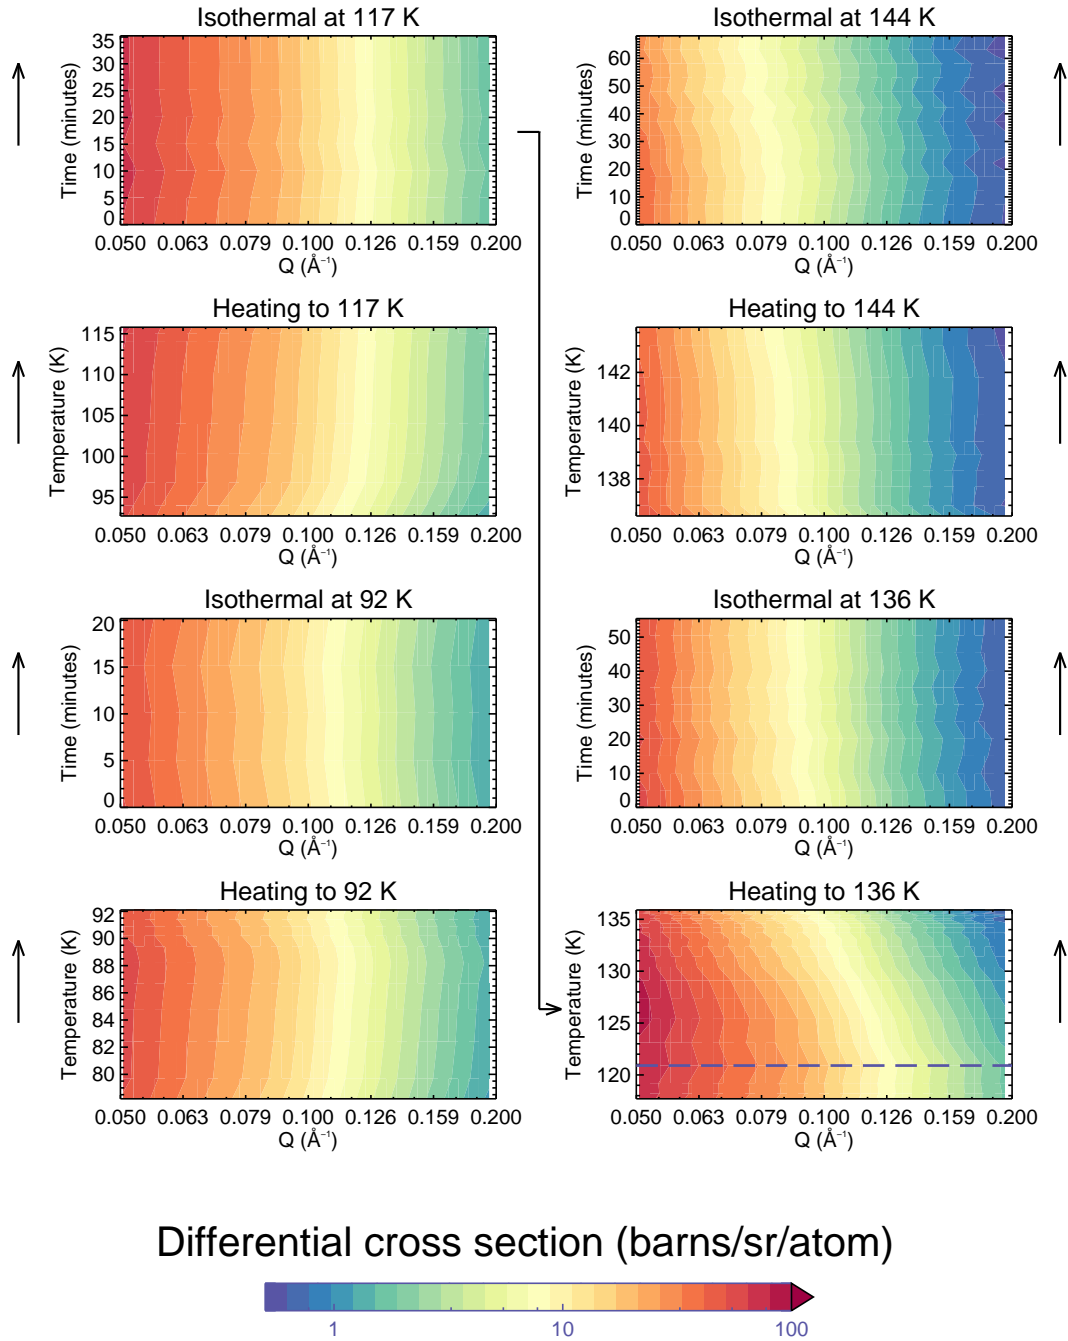 Isothermal at 117 K
Time (minutes)
35
30
25
20
15
10
5
0
0.050 0.063 0.079 0.100 0.126 0.159 0.200
Q (Å⁻¹)
Heating to 117 K
Temperature (K)
115
110
105
100
95
0.050 0.063 0.079 0.100 0.126 0.159 0.200
Q (Å⁻¹)
Isothermal at 92 K
Time (minutes)
20
15
10
5
0
0.050 0.063 0.079 0.100 0.126 0.159 0.200
Q (Å⁻¹)
Heating to 92 K
Temperature (K)
92
90
88
86
84
82
80
0.050 0.063 0.079 0.100 0.126 0.159 0.200
Q (Å⁻¹)
Isothermal at 144 K
Time (minutes)
60
50
40
30
20
10
0
0.050 0.063 0.079 0.100 0.126 0.159 0.200
Q (Å⁻¹)
Heating to 144 K
Temperature (K)
142
140
138
0.050 0.063 0.079 0.100 0.126 0.159 0.200
Q (Å⁻¹)
Isothermal at 136 K
Time (minutes)
50
40
30
20
10
0
0.050 0.063 0.079 0.100 0.126 0.159 0.200
Q (Å⁻¹)
Heating to 136 K
Temperature (K)
135
130
125
120
0.050 0.063 0.079 0.100 0.126 0.159 0.200
Q (Å⁻¹)
Differential cross section (barns/sr/atom)
1 10 100